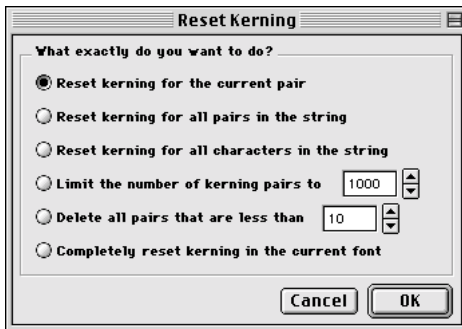 Reset Kerning
What exactly do you want to do?
Reset kerning for the current pair
Reset kerning for all pairs in the string
Reset kerning for all characters in the string
Limit the number of kerning pairs to 1000
Delete all pairs that are less than 10
Completely reset kerning in the current font
Cancel OK